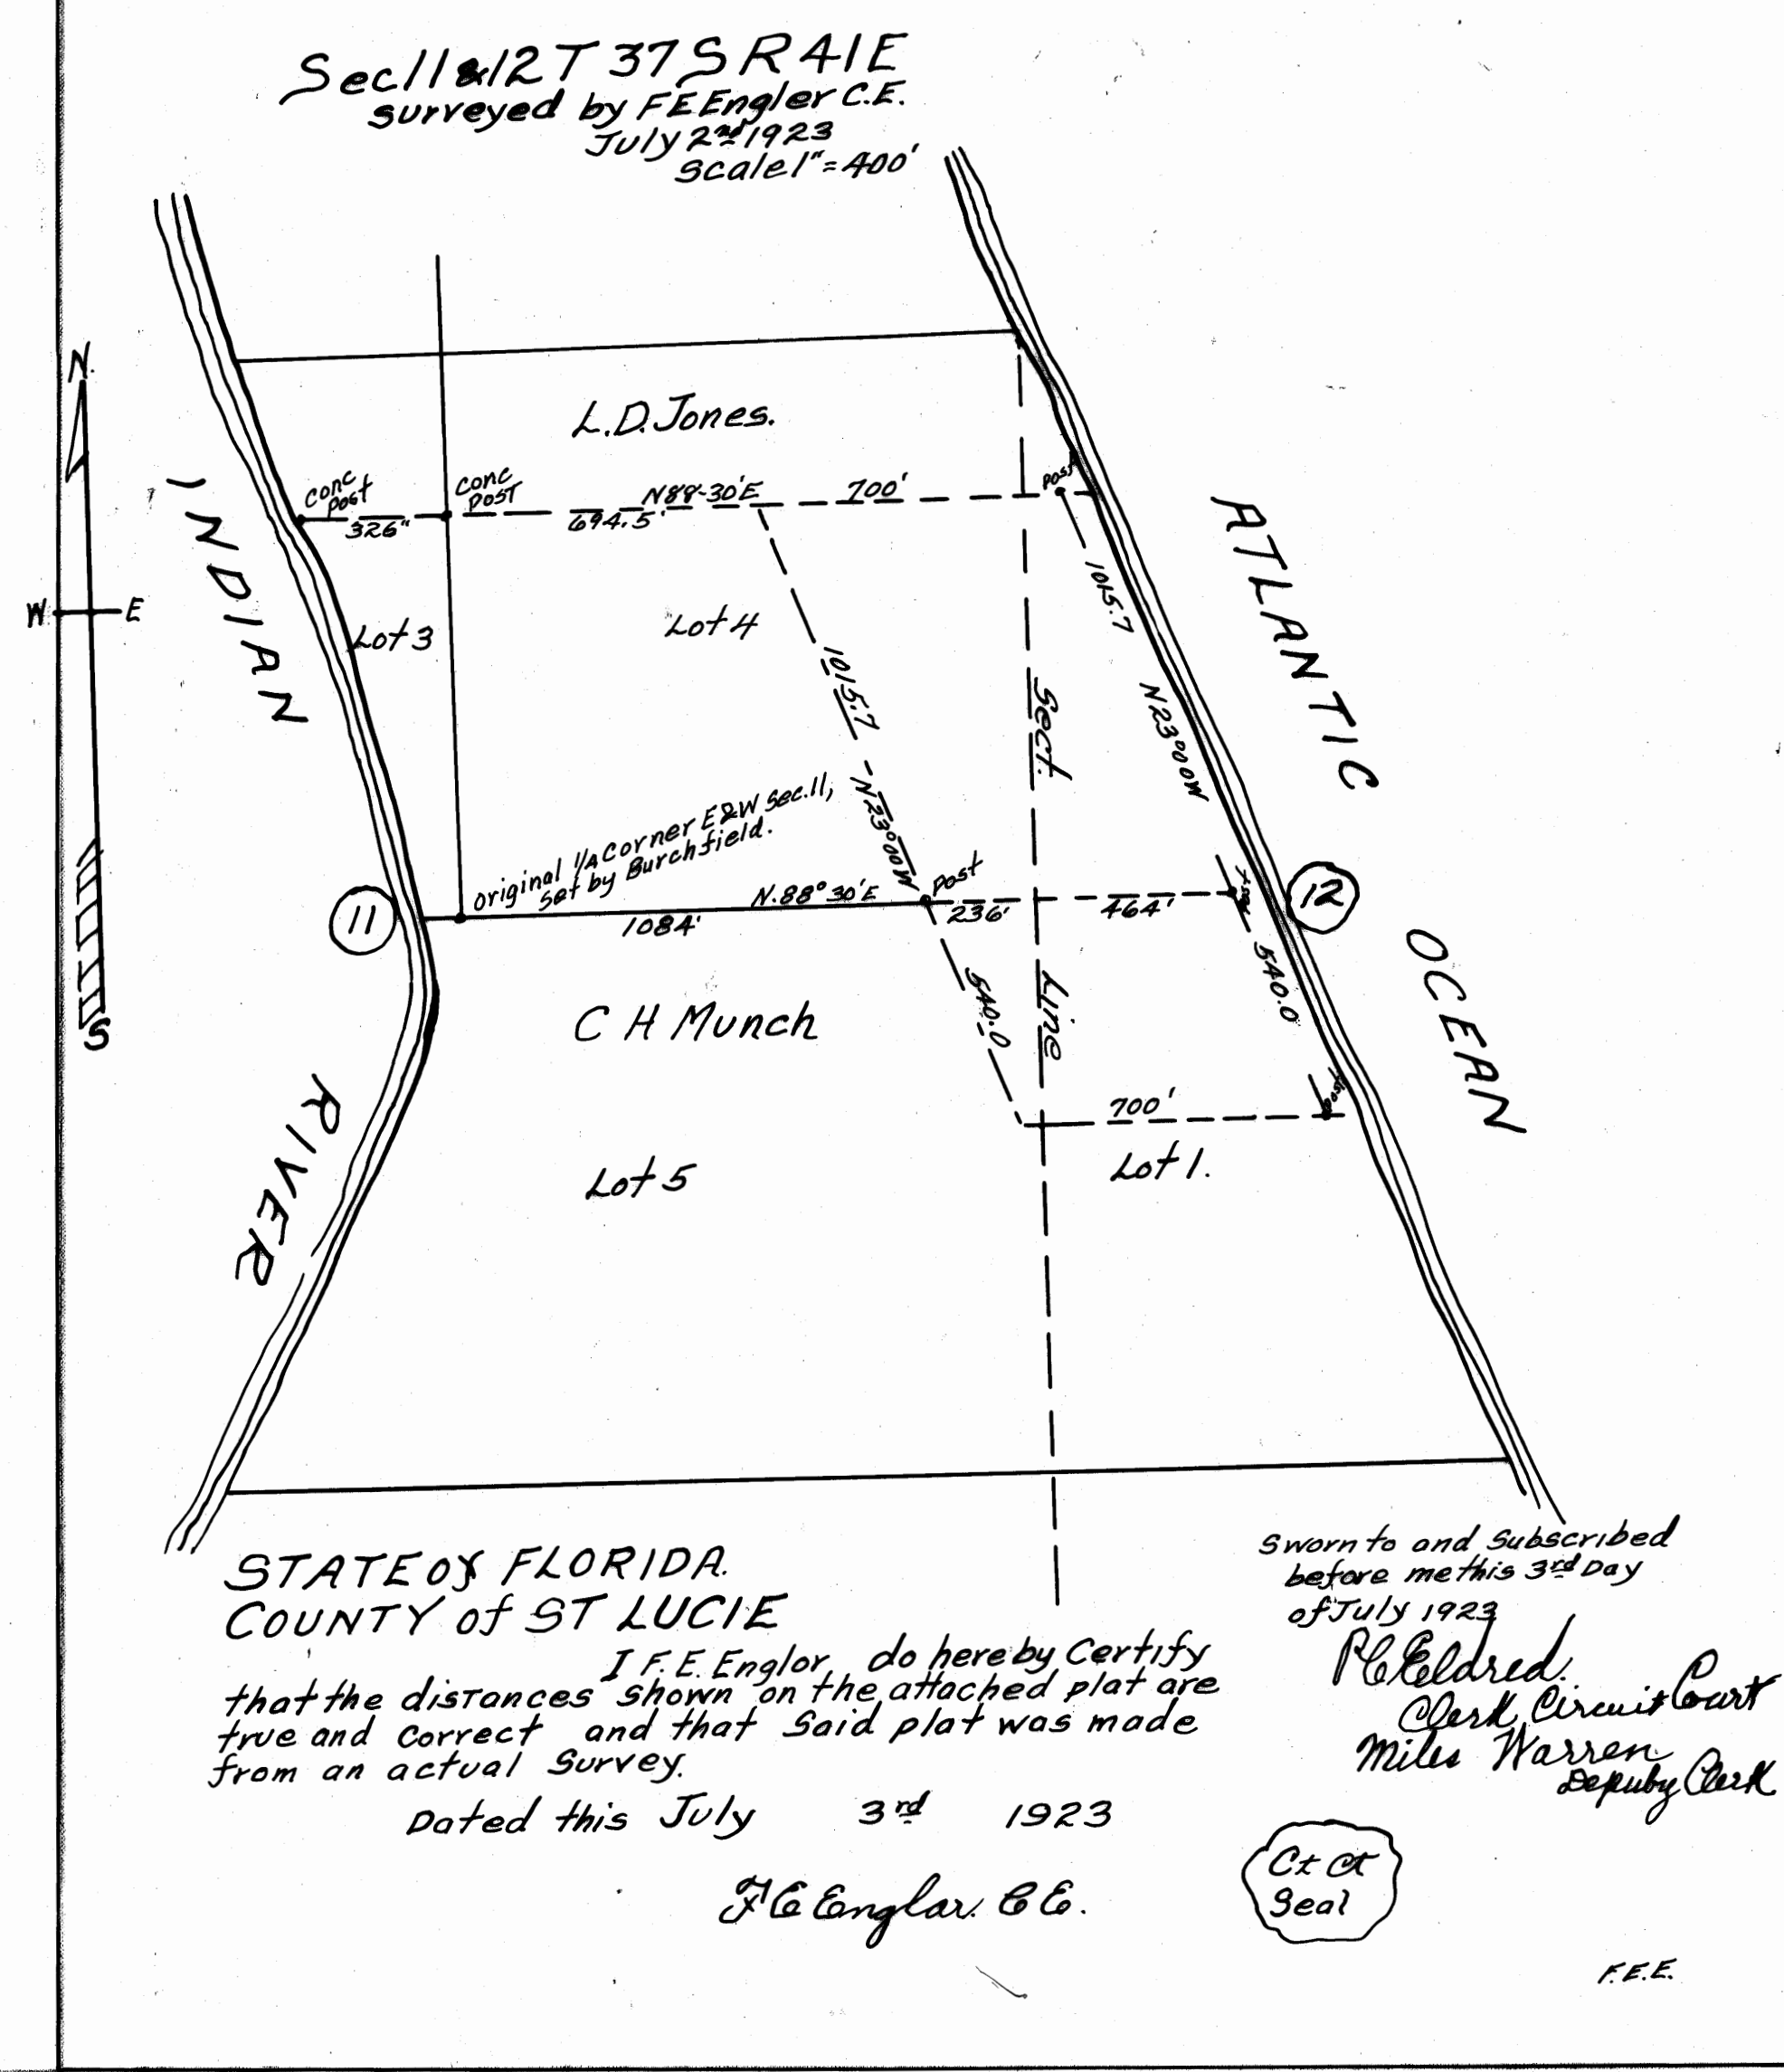 Sec 11 & 12 T 37 S R 41 E
surveyed by F E Engler C.E.
July 2nd 1923
Scale 1" = 400'
N.
W E
S
INDIAN
RIVER
ATLANTIC
OCEAN
L.D. Jones.
Conc
Post
326"
Conc
Post
N88-30'E
694.5'
700'
Post
1015.7
N23°00W
Lot 3
Lot 4
1015.7
N23°00W
Sect.
Line
original 1/4 Corner E&W Sec. 11,
set by Burchfield.
11
N. 88° 30'E
1084'
Post
236'
464'
Post
12
540.0
540.0
C H Munch
700'
Post
Lot 5
Lot 1.
STATE of FLORIDA.
COUNTY of ST LUCIE
I F. E. Englor do hereby Certify
that the distances shown on the attached plat are
true and correct and that said plat was made
from an actual Survey.
Dated this July 3rd 1923
F E Englar. C E.
Sworn to and Subscribed
before me this 3rd Day
of July 1923
P C Eldred.
Clerk Circuit Court
Miles Warren
Deputy Clerk
Ct Ct
Seal
F.E.E.